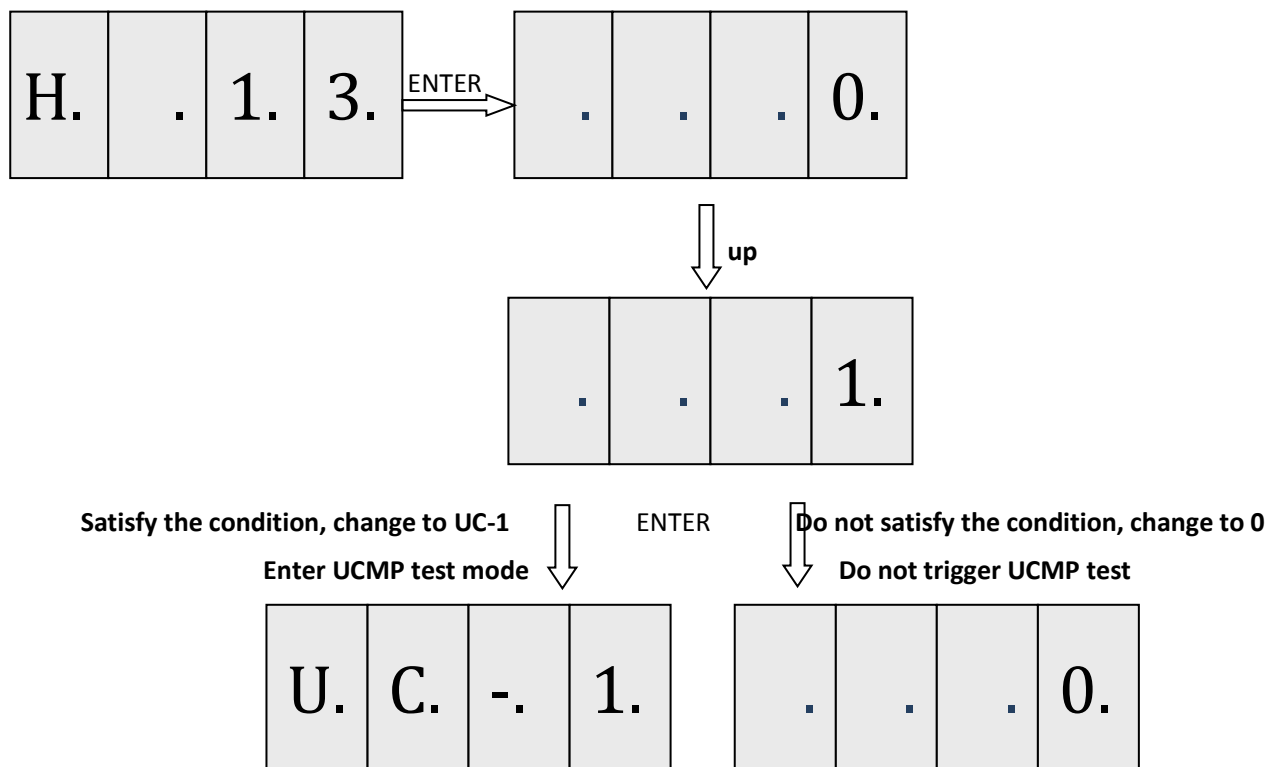 H. . 1. 3.
ENTER
. . . 0.
up
. . . 1.
Satisfy the condition, change to UC-1
ENTER
Do not satisfy the condition, change to 0
Enter UCMP test mode
Do not trigger UCMP test
U. C. -. 1.
. . . 0.